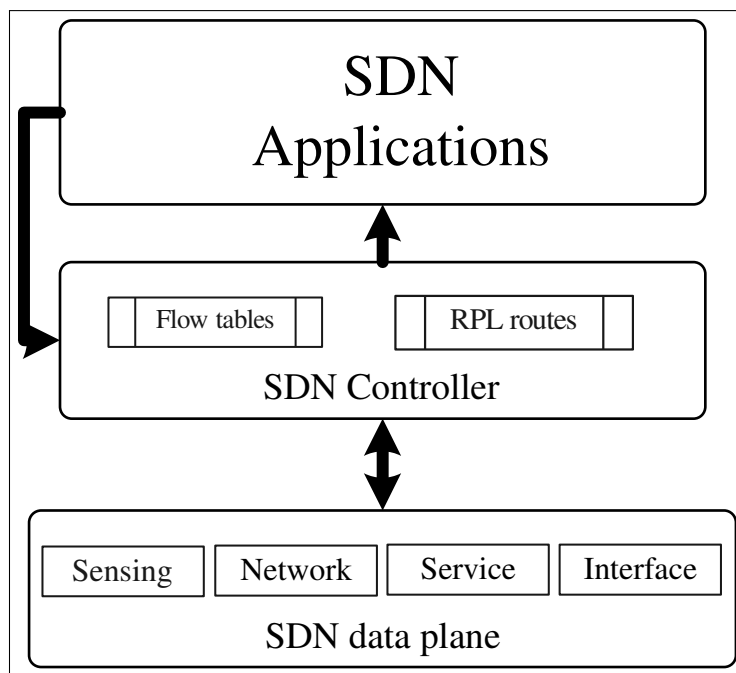 SDN
Applications
Flow tables
RPL routes
SDN Controller
Sensing
Network
Service
Interface
SDN data plane